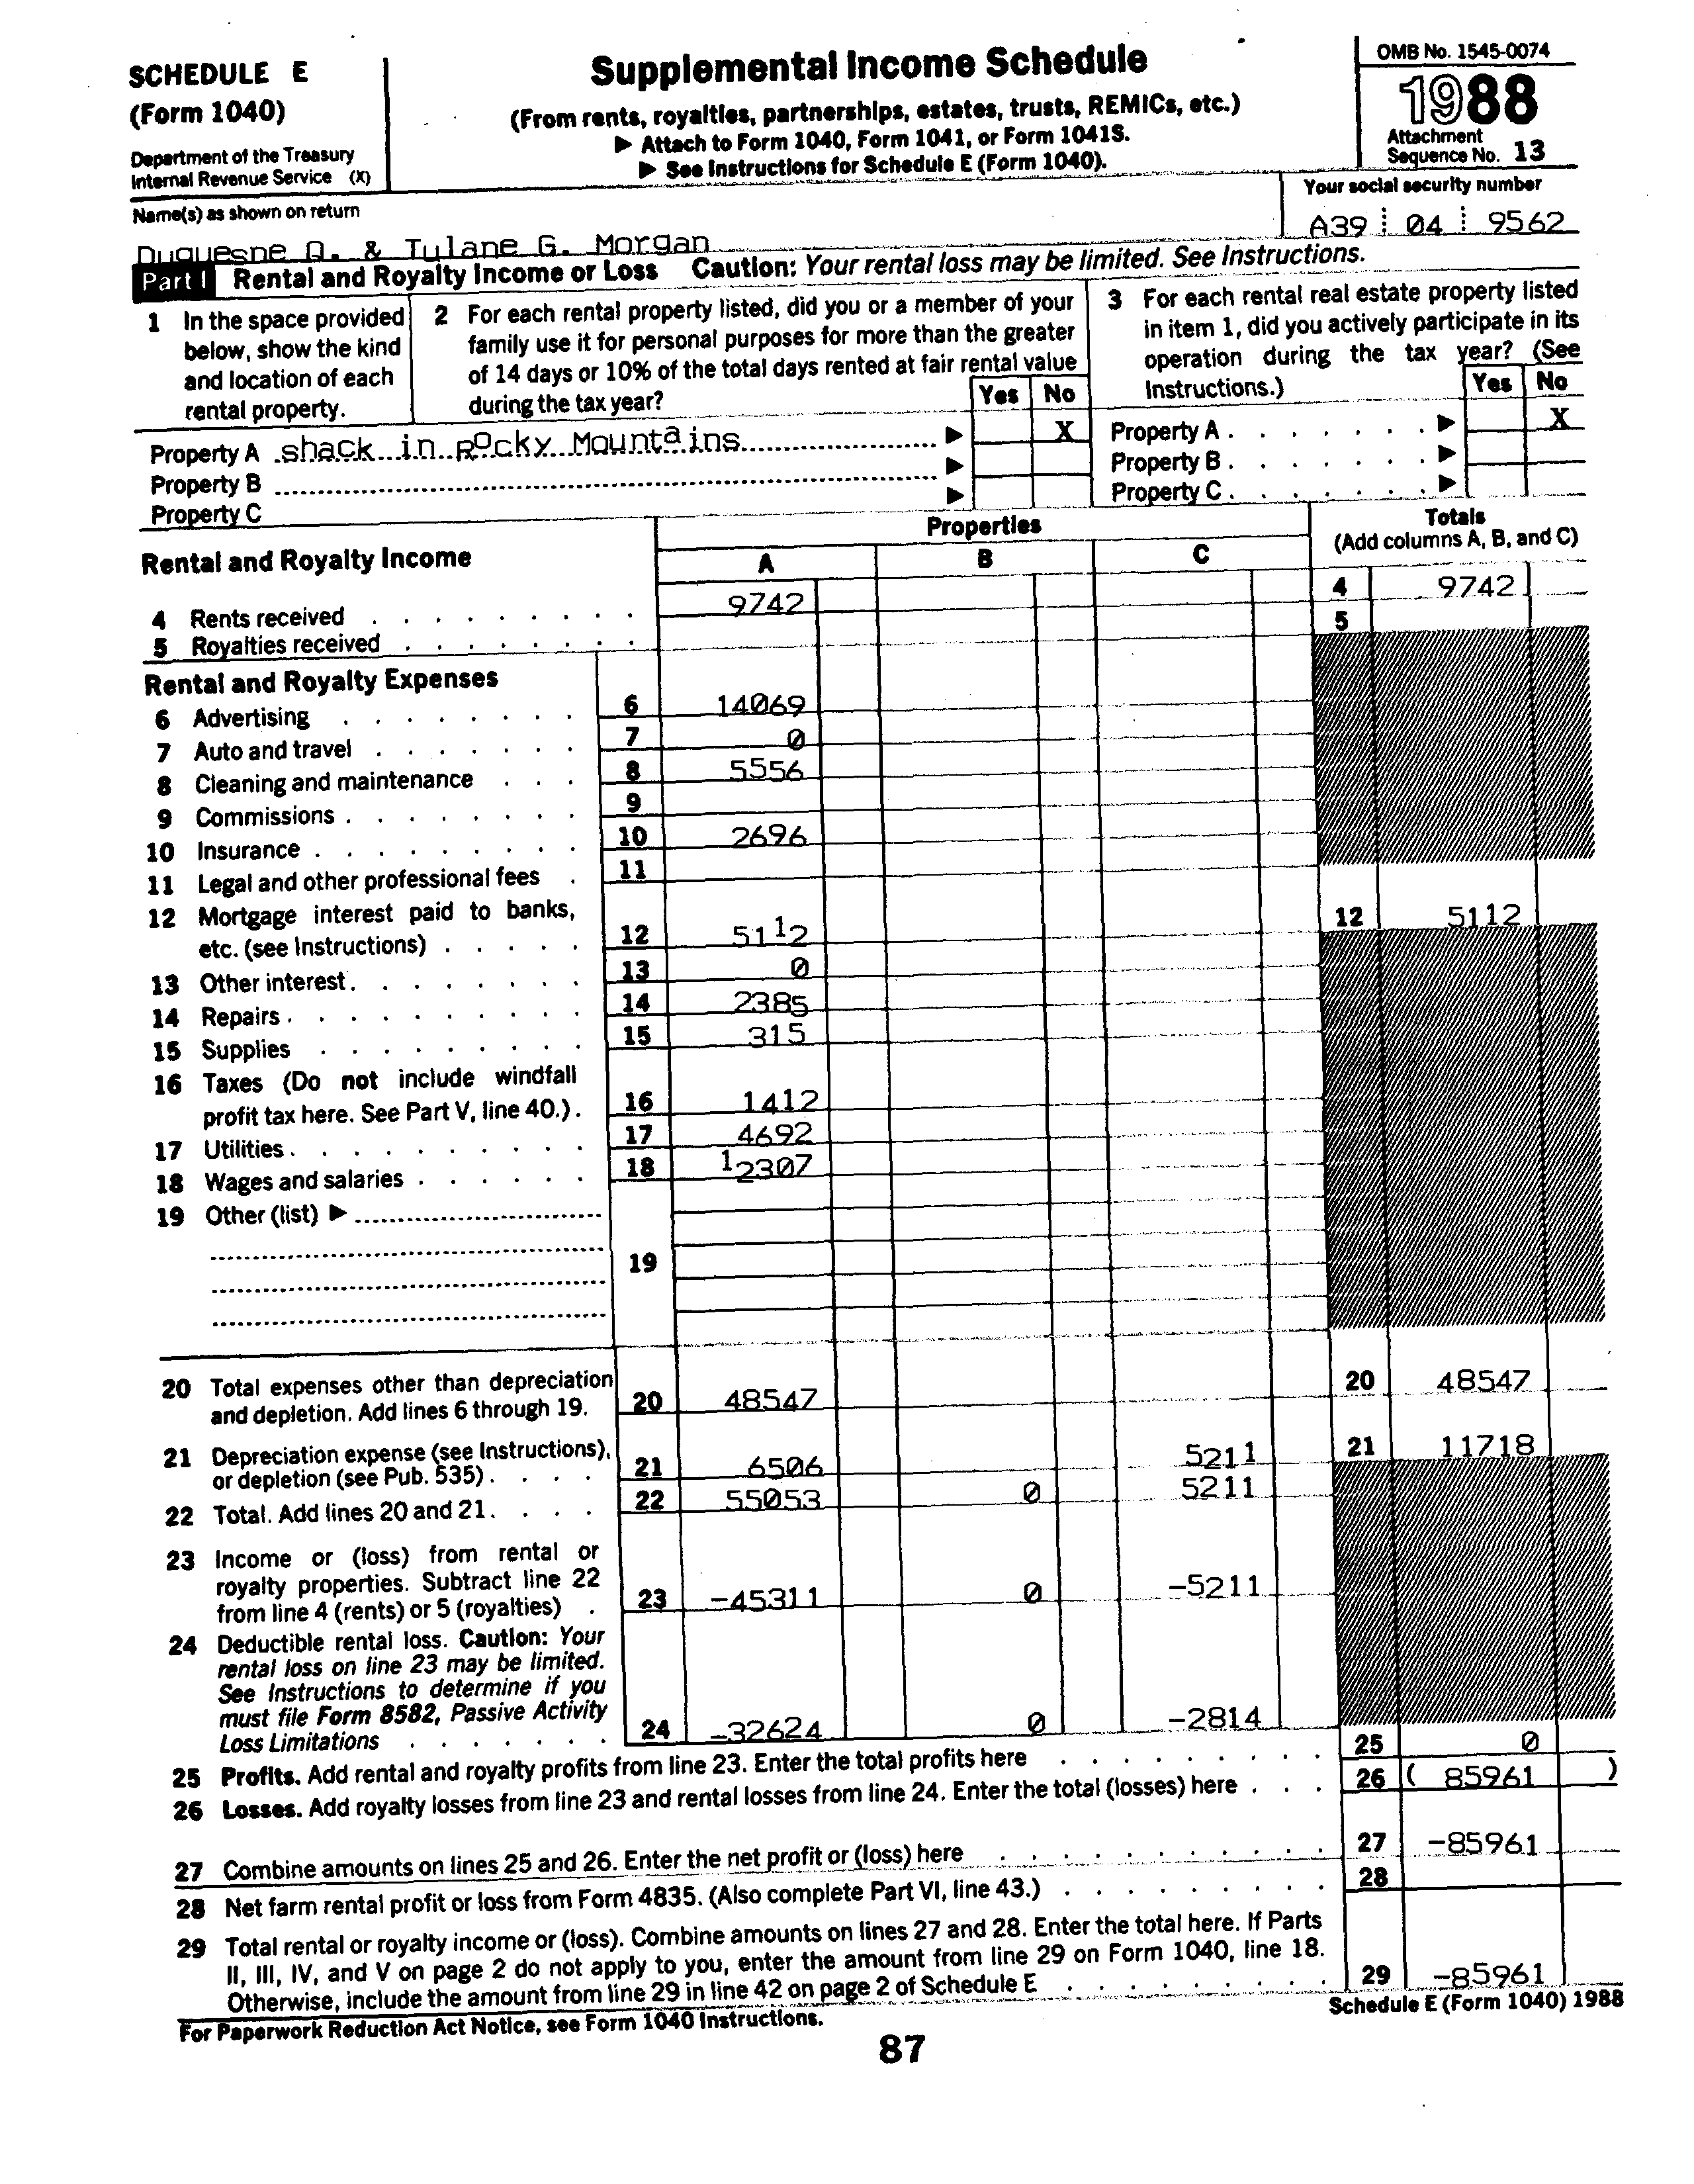 SCHEDULE E
(Form 1040)
Department of the Treasury
Internal Revenue Service (X)
Supplemental Income Schedule
(From rents, royalties, partnerships, estates, trusts, REMICs, etc.)
▶ Attach to Form 1040, Form 1041, or Form 1041S.
▶ See Instructions for Schedule E (Form 1040).
OMB No. 1545-0074
1988
Attachment
Sequence No. 13
Name(s) as shown on return
Duquesne Q. & Tulane G. Morgan
Your social security number
A39 04 9562
Part I Rental and Royalty Income or Loss Caution: Your rental loss may be limited. See Instructions.
1 In the space provided
below, show the kind
and location of each
rental property.
2 For each rental property listed, did you or a member of your
family use it for personal purposes for more than the greater
of 14 days or 10% of the total days rented at fair rental value
during the tax year?
Yes No
3 For each rental real estate property listed
in item 1, did you actively participate in its
operation during the tax year? (See
Instructions.)
Yes No
Property A shack in Rocky Mountains ▶ X Property A ▶ X
Property B ▶ Property B ▶
Property C ▶ Property C ▶
Rental and Royalty Income
Properties
A B C
Totals
(Add columns A, B, and C)
4 Rents received 9742 4 9742
5 Royalties received 5
Rental and Royalty Expenses
6 Advertising 6 14069
7 Auto and travel 7 0
8 Cleaning and maintenance 8 5556
9 Commissions 9
10 Insurance 10 2696
11 Legal and other professional fees 11
12 Mortgage interest paid to banks,
etc. (see Instructions) 12 5112 12 5112
13 Other interest 13 0
14 Repairs 14 2385
15 Supplies 15 315
16 Taxes (Do not include windfall
profit tax here. See Part V, line 40.) 16 1412
17 Utilities 17 4692
18 Wages and salaries 18 12307
19 Other (list) ▶
19
20 Total expenses other than depreciation
and depletion. Add lines 6 through 19. 20 48547 20 48547
21 Depreciation expense (see Instructions),
or depletion (see Pub. 535) 21 6506 5211 21 11718
22 Total. Add lines 20 and 21. 22 55053 0 5211
23 Income or (loss) from rental or
royalty properties. Subtract line 22
from line 4 (rents) or 5 (royalties) 23 -45311 0 -5211
24 Deductible rental loss. Caution: Your
rental loss on line 23 may be limited.
See Instructions to determine if you
must file Form 8582, Passive Activity
Loss Limitations 24 -32624 0 -2814
25 Profits. Add rental and royalty profits from line 23. Enter the total profits here 25 0
26 Losses. Add royalty losses from line 23 and rental losses from line 24. Enter the total (losses) here 26 ( 85961 )
27 Combine amounts on lines 25 and 26. Enter the net profit or (loss) here 27 -85961
28 Net farm rental profit or loss from Form 4835. (Also complete Part VI, line 43.) 28
29 Total rental or royalty income or (loss). Combine amounts on lines 27 and 28. Enter the total here. If Parts
II, III, IV, and V on page 2 do not apply to you, enter the amount from line 29 on Form 1040, line 18.
Otherwise, include the amount from line 29 in line 42 on page 2 of Schedule E 29 -85961
For Paperwork Reduction Act Notice, see Form 1040 Instructions.
Schedule E (Form 1040) 1988
87